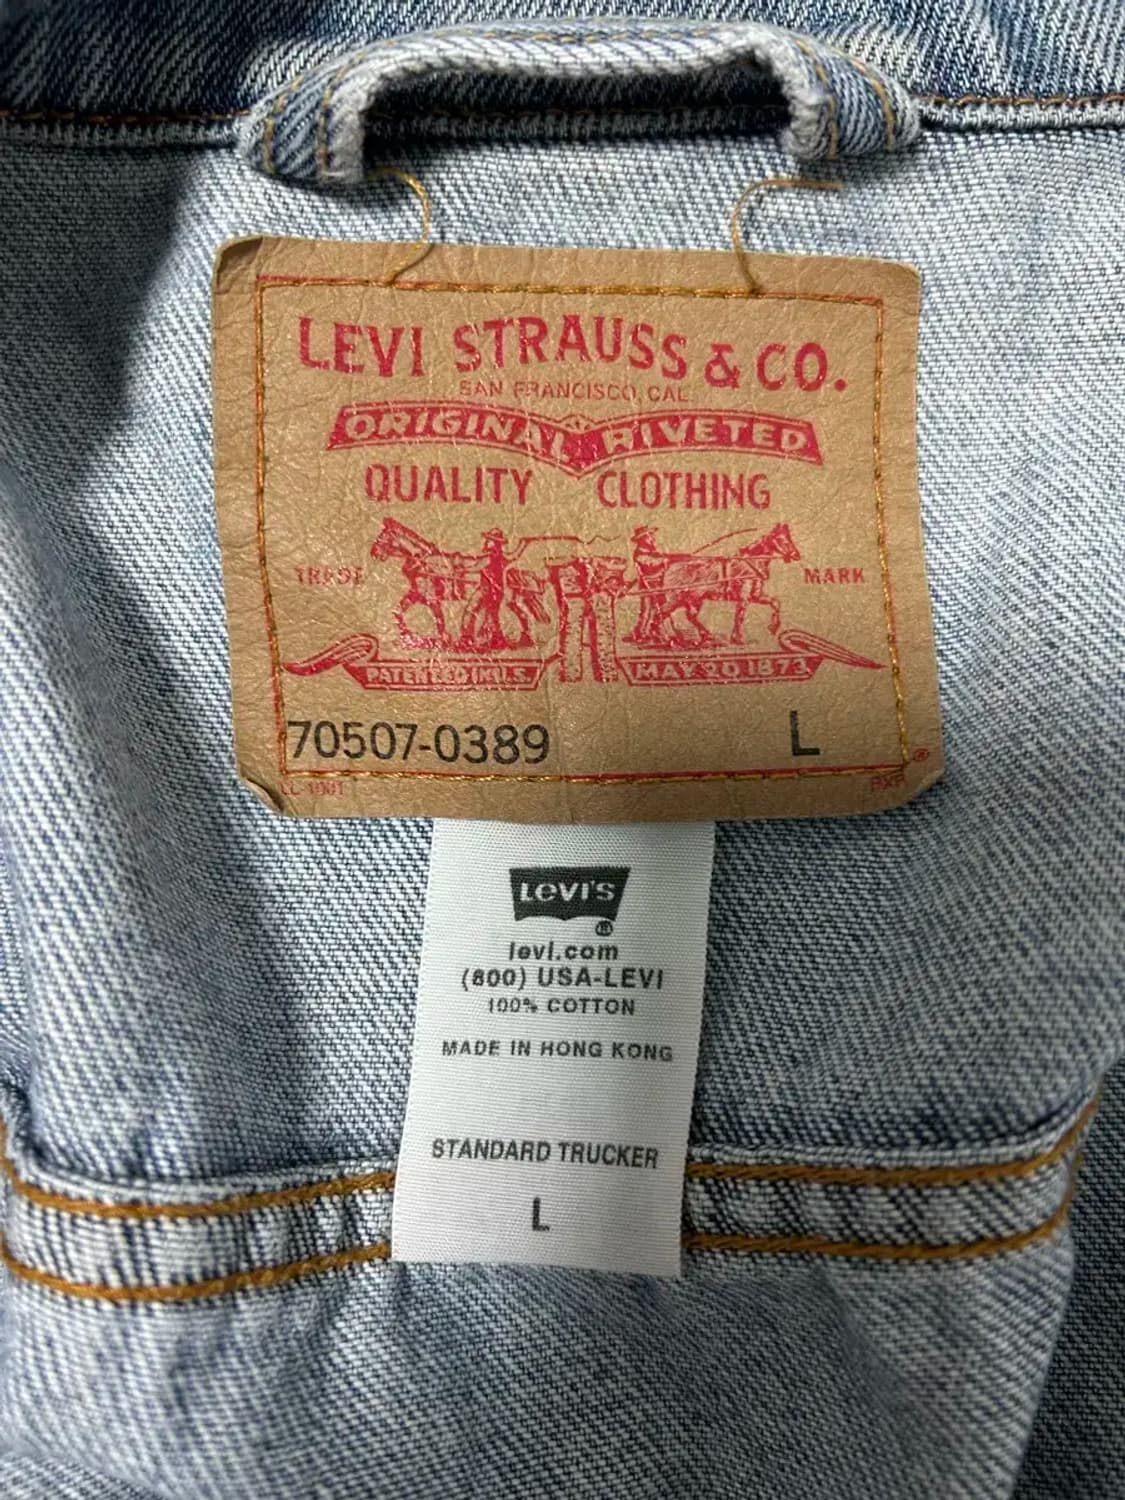 LEVI STRAUSS & CO.
SAN FRANCISCO, CAL.
ORIGINAL RIVETED
QUALITY CLOTHING
TRADE MARK
PATENTED IN U.S. MAY 20 1873
70507-0389 L
®
LEVI'S
®
levi.com
(800) USA-LEVI
100% COTTON
MADE IN HONG KONG
STANDARD TRUCKER
L